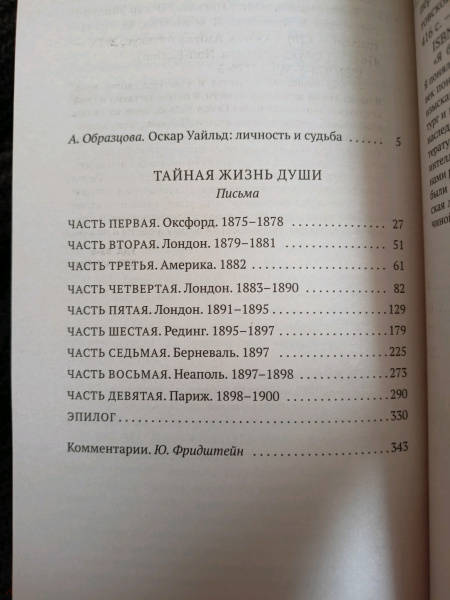 А. Образцова. Оскар Уайльд: личность и судьба ...... 5
ТАЙНАЯ ЖИЗНЬ ДУШИ
Письма
ЧАСТЬ ПЕРВАЯ. Оксфорд. 1875–1878 ...... 27
ЧАСТЬ ВТОРАЯ. Лондон. 1879–1881 ...... 51
ЧАСТЬ ТРЕТЬЯ. Америка. 1882 ...... 61
ЧАСТЬ ЧЕТВЕРТАЯ. Лондон. 1883–1890 ...... 82
ЧАСТЬ ПЯТАЯ. Лондон. 1891–1895 ...... 129
ЧАСТЬ ШЕСТАЯ. Рединг. 1895–1897 ...... 179
ЧАСТЬ СЕДЬМАЯ. Берневаль. 1897 ...... 225
ЧАСТЬ ВОСЬМАЯ. Неаполь. 1897–1898 ...... 273
ЧАСТЬ ДЕВЯТАЯ. Париж. 1898–1900 ...... 290
ЭПИЛОГ ...... 330
Комментарии. Ю. Фридштейн ...... 343
416 с. –
ISBN